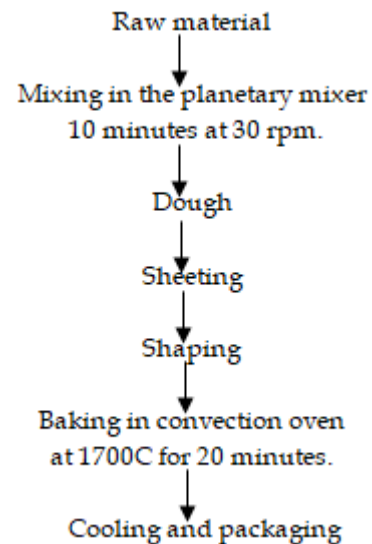 Raw material
Mixing in the planetary mixer
10 minutes at 30 rpm.
Dough
Sheeting
Shaping
Baking in convection oven
at 1700C for 20 minutes.
Cooling and packaging